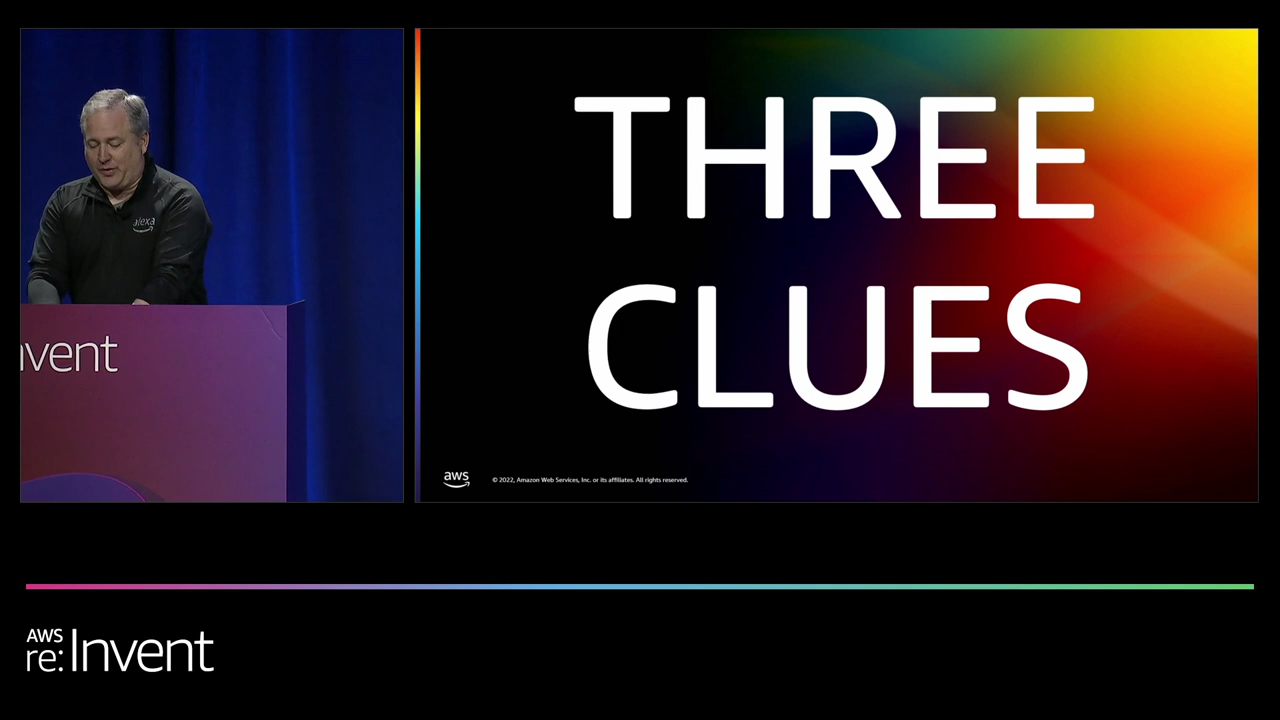 alexa
nvent
THREE
CLUES
aws
© 2022, Amazon Web Services, Inc. or its affiliates. All rights reserved.
AWS
re:Invent